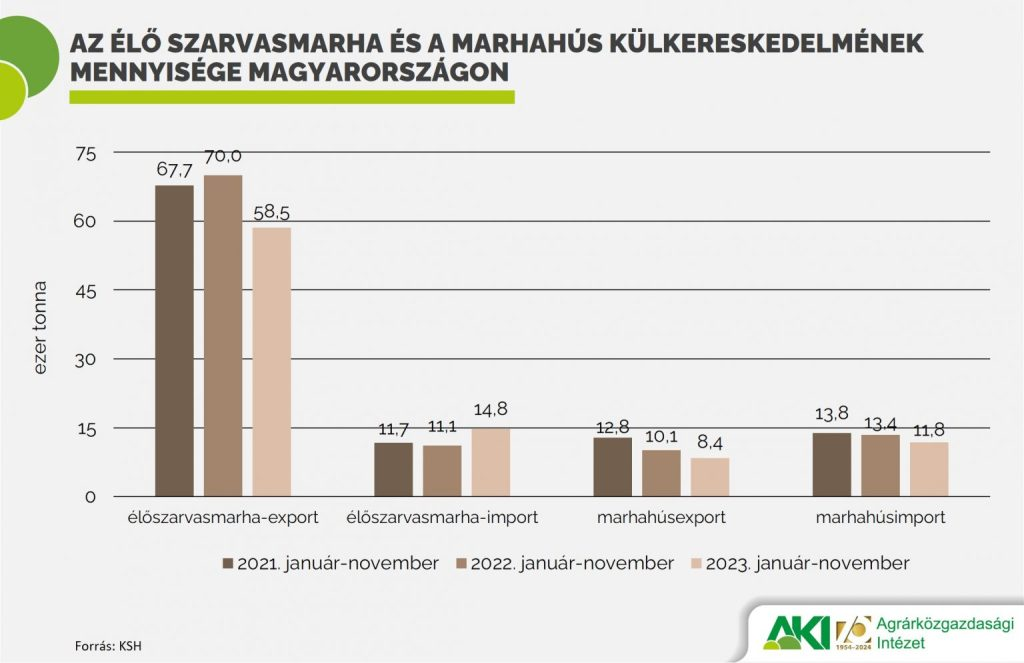 AZ ÉLŐ SZARVASMARHA ÉS A MARHAHÚS KÜLKERESKEDELMÉNEK
MENNYISÉGE MAGYARORSZÁGON
ezer tonna
75
60
45
30
15
0
67,7
70,0
58,5
11,7
11,1
14,8
12,8
10,1
8,4
13,8
13,4
11,8
élőszarvasmarha-export
élőszarvasmarha-import
marhahúsexport
marhahúsimport
2021. január-november
2022. január-november
2023. január-november
Forrás: KSH
AKI
70
1954-2024
Agrárközgazdasági
Intézet